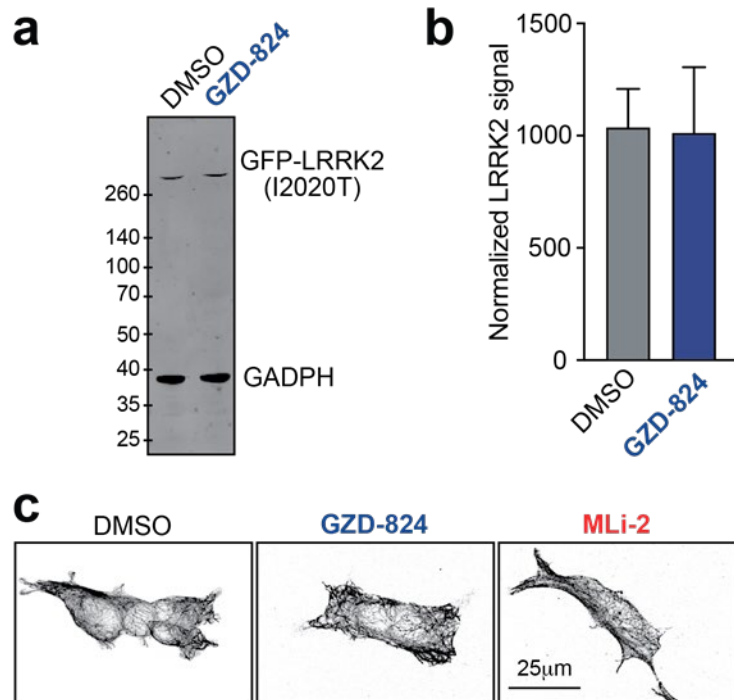 a
DMSO
GZD-824
GFP-LRRK2
(I2020T)
260
140
100
70
50
40
GADPH
35
25
b
Normalized LRRK2 signal
1500
1000
500
0
DMSO
GZD-824
c
DMSO
GZD-824
MLi-2
25μm